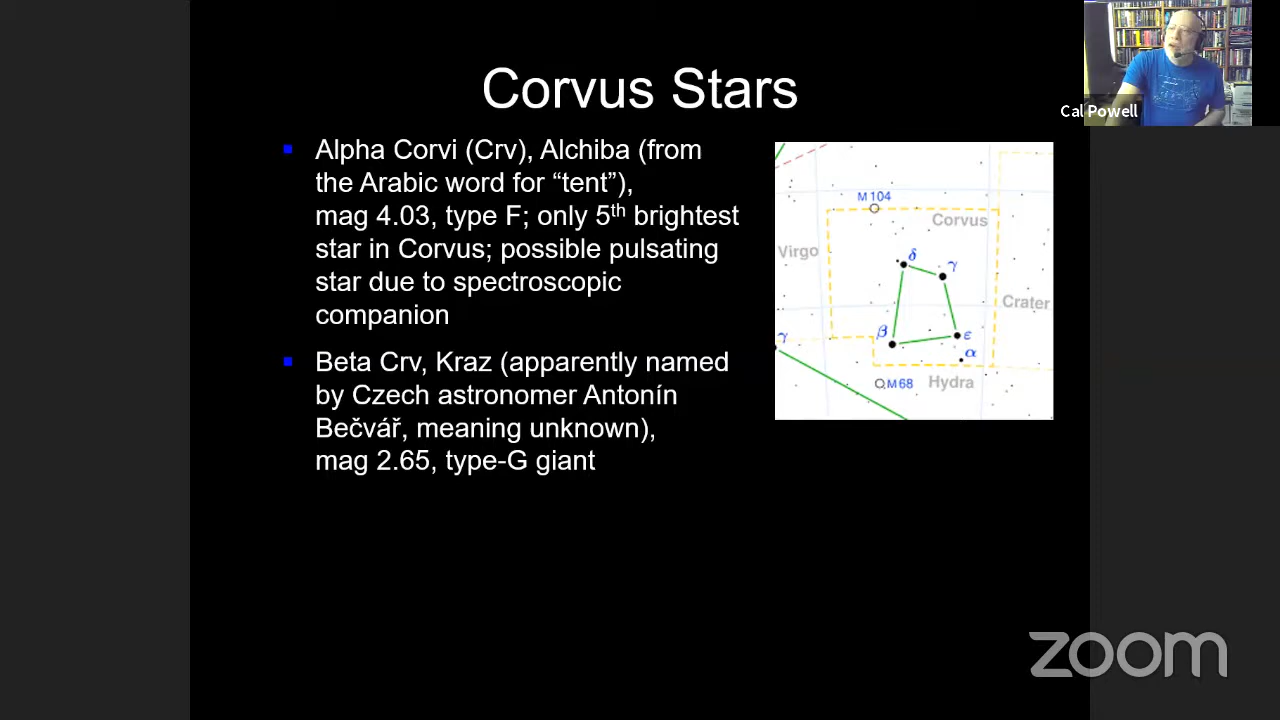 Corvus Stars
Cal Powell
Alpha Corvi (Crv), Alchiba (from
the Arabic word for “tent”),
mag 4.03, type F; only 5th brightest
star in Corvus; possible pulsating
star due to spectroscopic
companion
Beta Crv, Kraz (apparently named
by Czech astronomer Antonín
Bečvář, meaning unknown),
mag 2.65, type-G giant
M 104
Corvus
Virgo
δ
γ
Crater
β
ε
γ
α
M68
Hydra
zoom